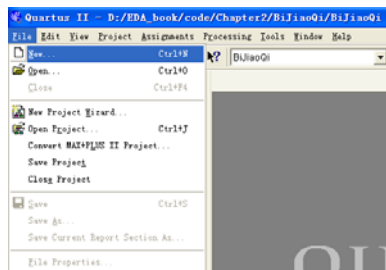 Quartus II - D:/EDA_book/code/Chapter2/BiJiaoQi/BiJiaoQi
File Edit View Project Assignments Processing Tools Window Help
New... Ctrl+N
BiJiaoQi
Open... Ctrl+O
Close Ctrl+F4
New Project Wizard...
Open Project... Ctrl+J
Convert MAX+PLUS II Project...
Save Project
Close Project
Save Ctrl+S
Save As...
Save Current Report Section As...
File Properties...